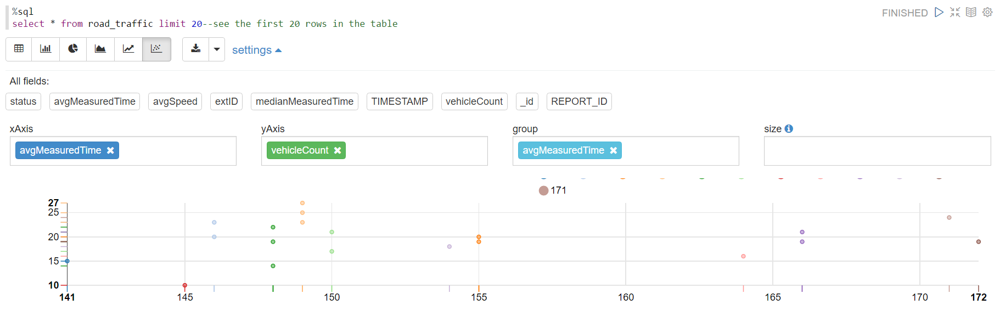 %sql
FINISHED
select * from road_traffic limit 20--see the first 20 rows in the table
settings
All fields:
status avgMeasuredTime avgSpeed extID medianMeasuredTime TIMESTAMP vehicleCount _id REPORT_ID
xAxis yAxis group size
avgMeasuredTime vehicleCount avgMeasuredTime
171
27
25
20
15
10
141 145 150 155 160 165 170 172